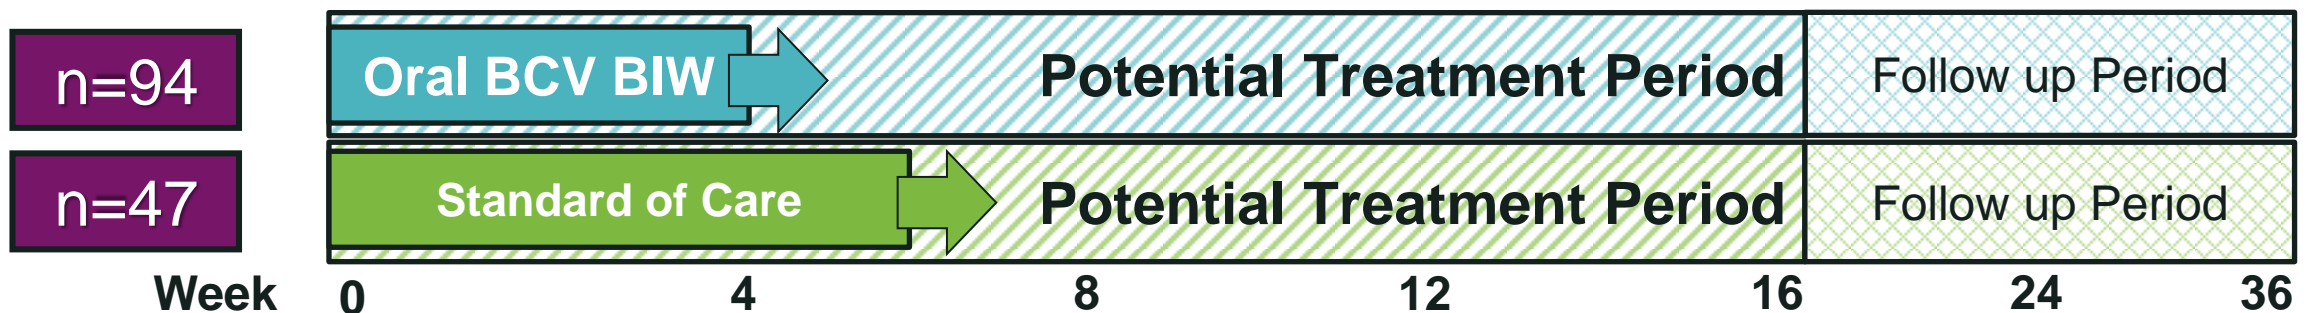 n=94 Oral BCV BIW Potential Treatment Period Follow up Period
n=47 Standard of Care Potential Treatment Period Follow up Period
Week 0 4 8 12 16 24 36